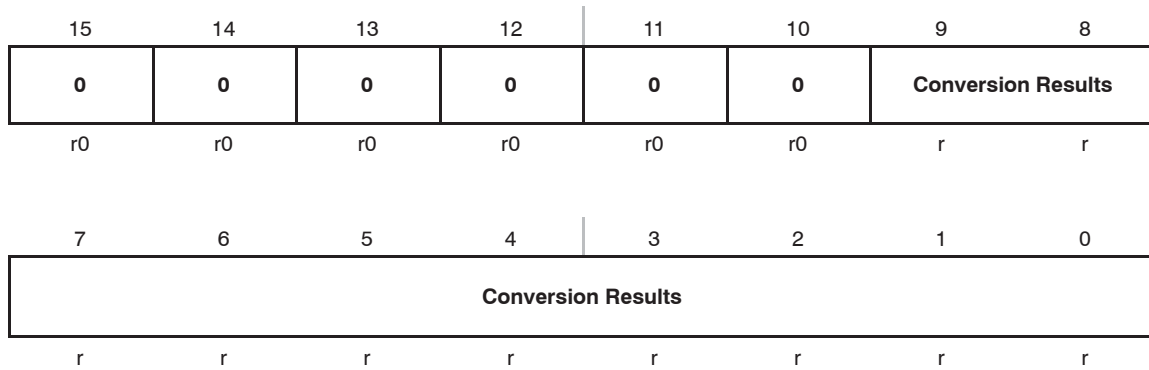 15 14 13 12 11 10 9 8
0 0 0 0 0 0 Conversion Results
r0 r0 r0 r0 r0 r0 r r
7 6 5 4 3 2 1 0
Conversion Results
r r r r r r r r